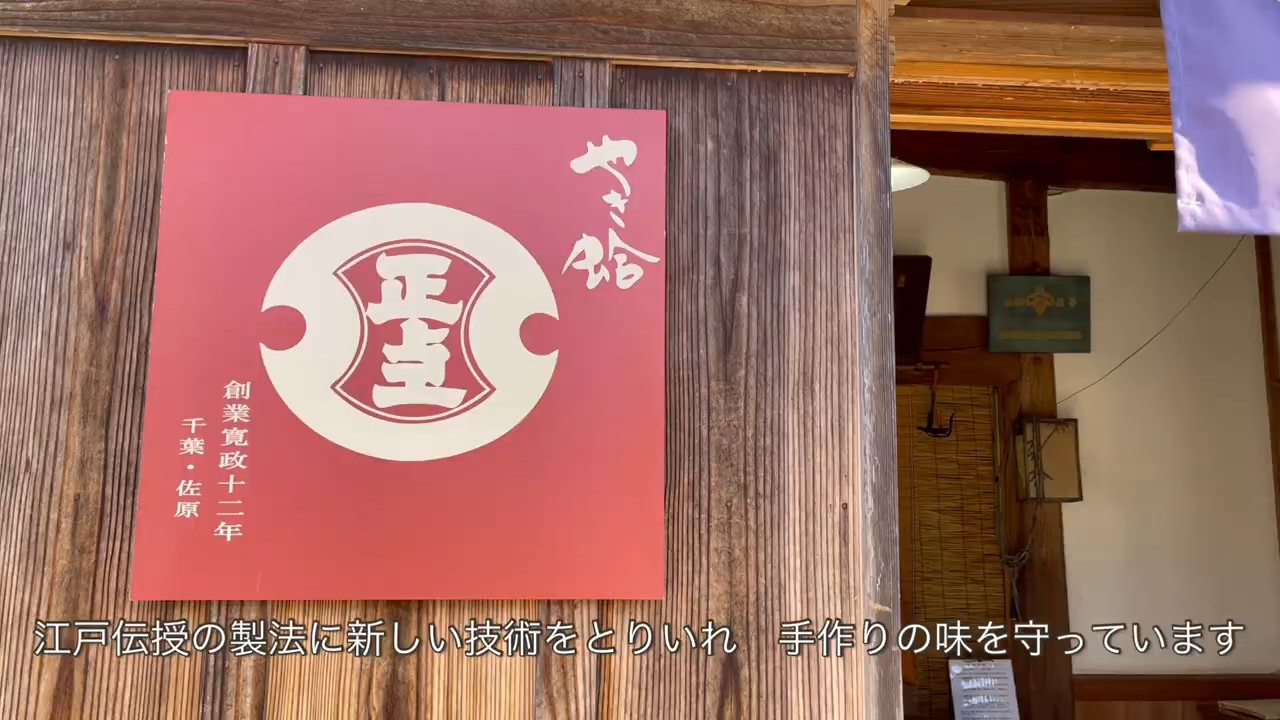 やき蛤
正上
創業寛政十二年
千葉・佐原
江戸伝授の製法に新しい技術をとりいれ　手作りの味を守っています